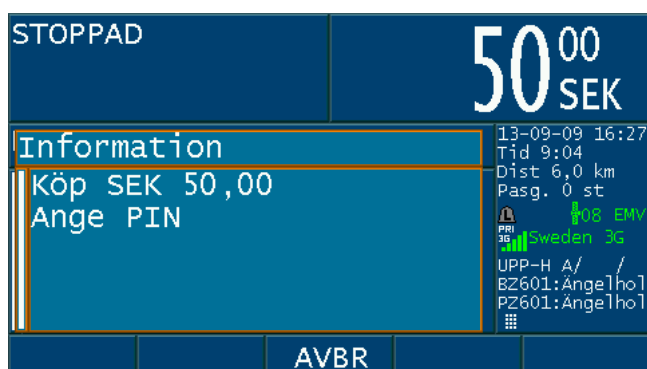 STOPPAD
50 00 SEK
Information
Köp SEK 50,00
Ange PIN
13-09-09 16:27
Tid 9:04
Dist 6,0 km
Pasg. 0 st
08 EMV
PRI
3G Sweden 3G
UPP-H A/ /
BZ601:Ängelhol
PZ601:Ängelhol
AVBR